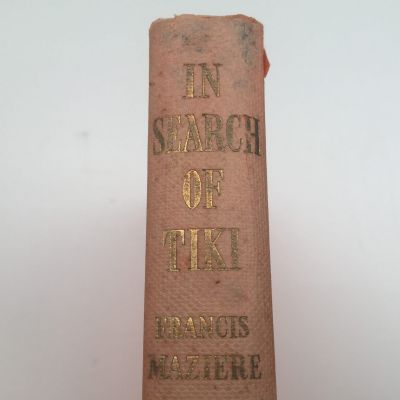 IN
SEARCH
OF
TIKI
FRANCIS
MAZIERE